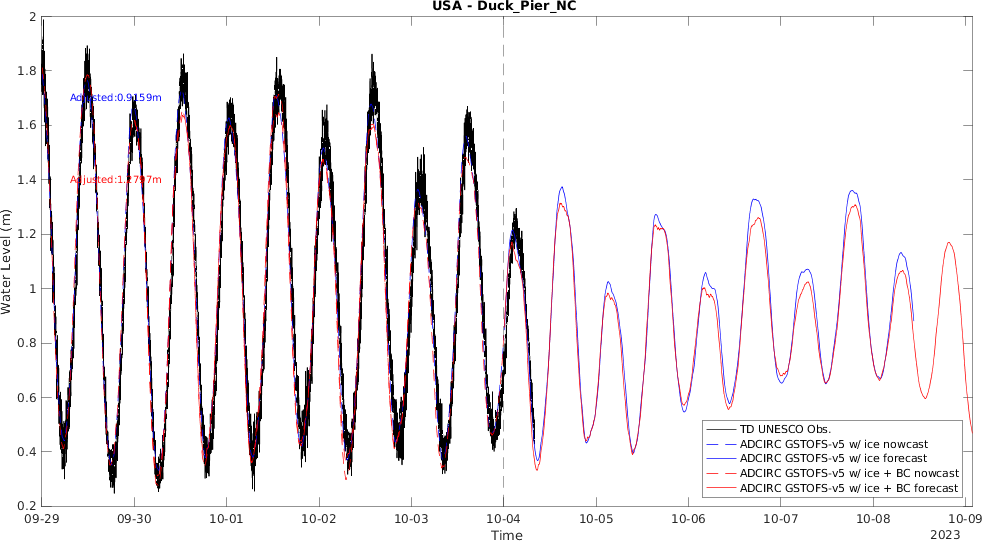 USA - Duck_Pier_NC
2
1.8
1.6
1.4
1.2
1
0.8
0.6
0.4
0.2
Water Level (m)
Adjusted:0.9159m
Adjusted:1.2797m
TD UNESCO Obs.
ADCIRC GSTOFS-v5 w/ ice nowcast
ADCIRC GSTOFS-v5 w/ ice forecast
ADCIRC GSTOFS-v5 w/ ice + BC nowcast
ADCIRC GSTOFS-v5 w/ ice + BC forecast
09-29 09-30 10-01 10-02 10-03 10-04 10-05 10-06 10-07 10-08 10-09
Time
2023